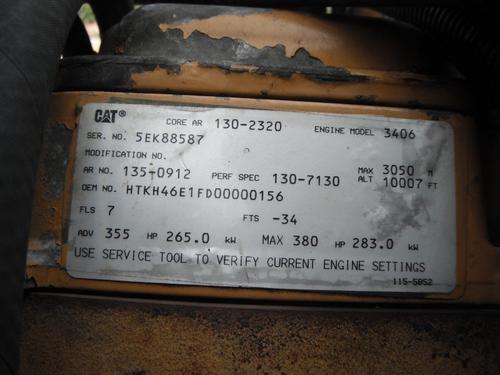 CAT® CORE AR 130-2320 ENGINE MODEL 3406
SER. NO. 5EK88587
MODIFICATION NO.
AR NO. 135-0912 PERF SPEC 130-7130 MAX ALT 3050 M 10007 FT
OEM NO. HTKH46E1FD00000156
FLS 7 FTS -34
ADV 355 HP 265.0 kW MAX 380 HP 283.0 kW
USE SERVICE TOOL TO VERIFY CURRENT ENGINE SETTINGS
115-5852